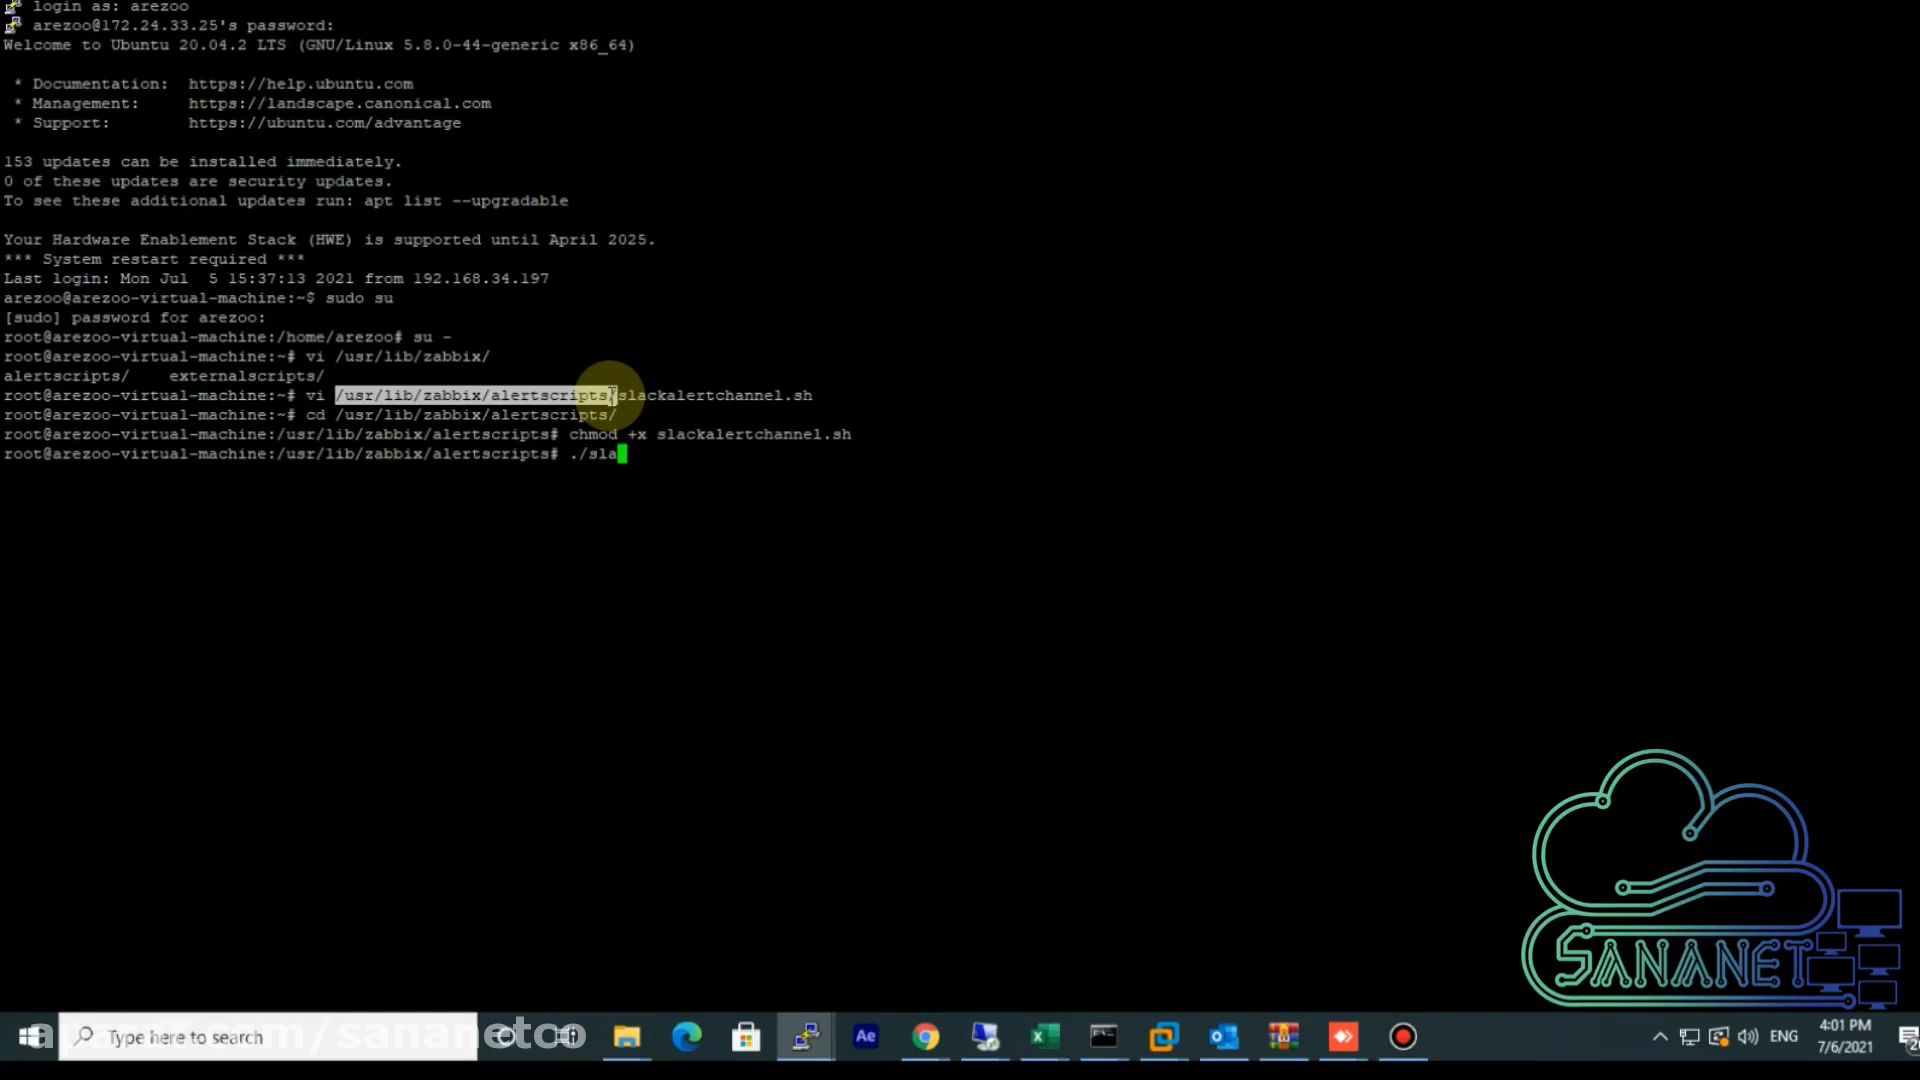 login as: arezoo
arezoo@172.24.33.25's password:
Welcome to Ubuntu 20.04.2 LTS (GNU/Linux 5.8.0-44-generic x86_64)
* Documentation:  https://help.ubuntu.com
* Management:     https://landscape.canonical.com
* Support:        https://ubuntu.com/advantage
153 updates can be installed immediately.
0 of these updates are security updates.
To see these additional updates run: apt list --upgradable
Your Hardware Enablement Stack (HWE) is supported until April 2025.
*** System restart required ***
Last login: Mon Jul  5 15:37:13 2021 from 192.168.34.197
arezoo@arezoo-virtual-machine:~$ sudo su
[sudo] password for arezoo:
root@arezoo-virtual-machine:/home/arezoo# su -
root@arezoo-virtual-machine:~# vi /usr/lib/zabbix/
alertscripts/    externalscripts/
root@arezoo-virtual-machine:~# vi /usr/lib/zabbix/alertscripts/slackalertchannel.sh
root@arezoo-virtual-machine:~# cd /usr/lib/zabbix/alertscripts/
root@arezoo-virtual-machine:/usr/lib/zabbix/alertscripts# chmod +x slackalertchannel.sh
root@arezoo-virtual-machine:/usr/lib/zabbix/alertscripts# ./sla
SANANET
Type here to search
/sananetco
Ae
ENG
4:01 PM
7/6/2021